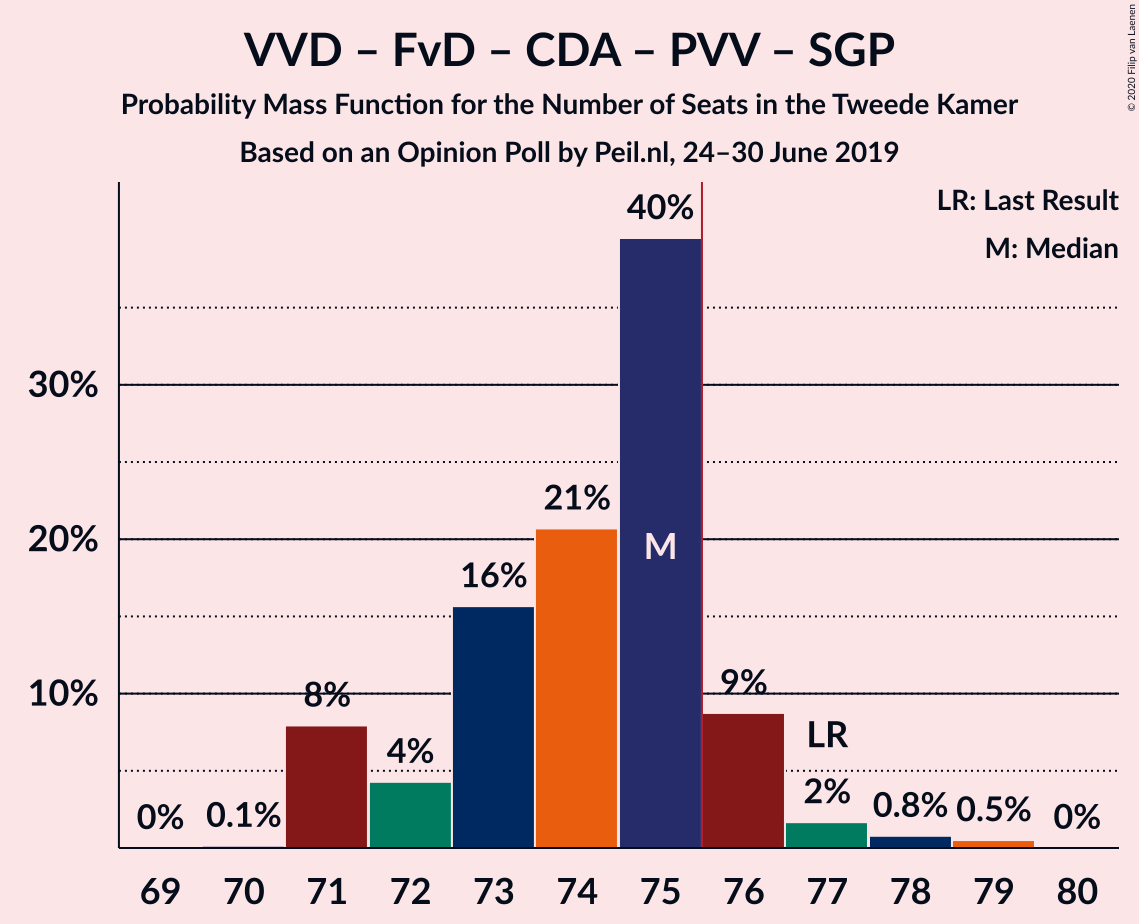 VVD – FvD – CDA – PVV – SGP
Probability Mass Function for the Number of Seats in the Tweede Kamer
Based on an Opinion Poll by Peil.nl, 24–30 June 2019
© 2020 Filip van Laenen
LR: Last Result
M: Median
40%
30%
21%
20%
M
16%
10%
8%
9%
LR
4%
2%
0%
0.1%
0.8%
0.5%
0%
69 70 71 72 73 74 75 76 77 78 79 80